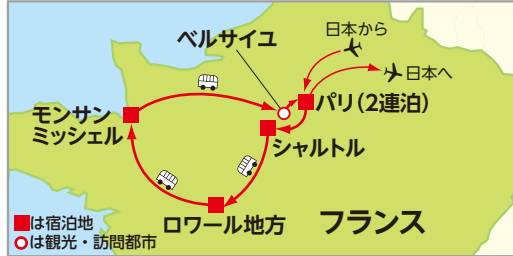 日本から
ベルサイユ
日本へ
パリ(2連泊)
モンサン
ミッシェル
シャルトル
ロワール地方
フランス
■は宿泊地
○は観光・訪問都市